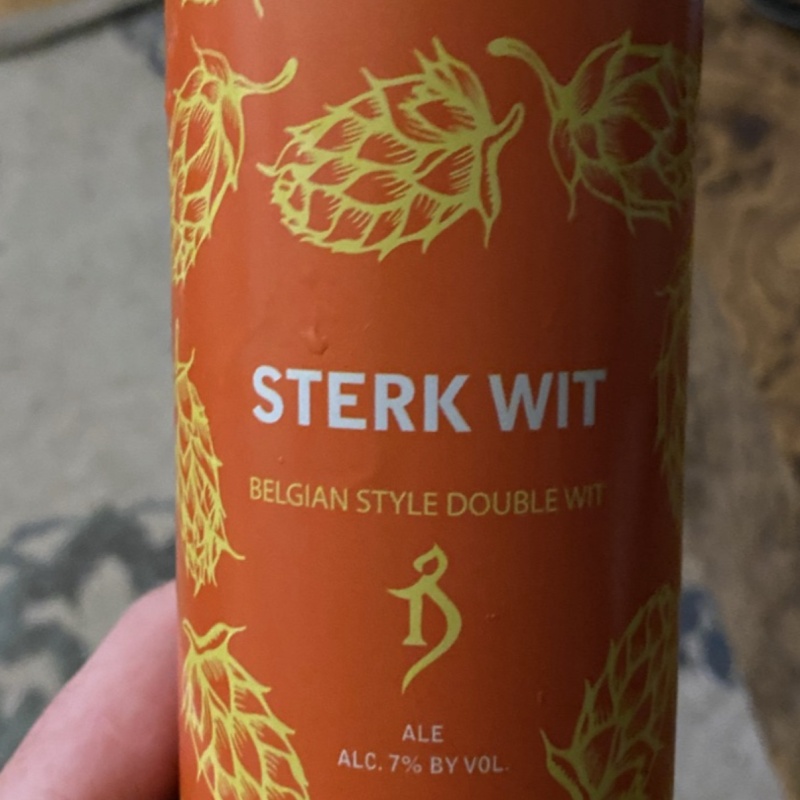 STERK WIT
BELGIAN STYLE DOUBLE WIT
ALE
ALC. 7% BY VOL.